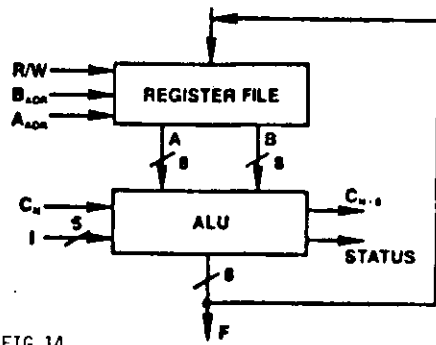 R/W
B_ADR
A_ADR
REGISTER FILE
A
8
B
8
C_N
I
5
ALU
C_N+8
STATUS
8
F
FIG 14